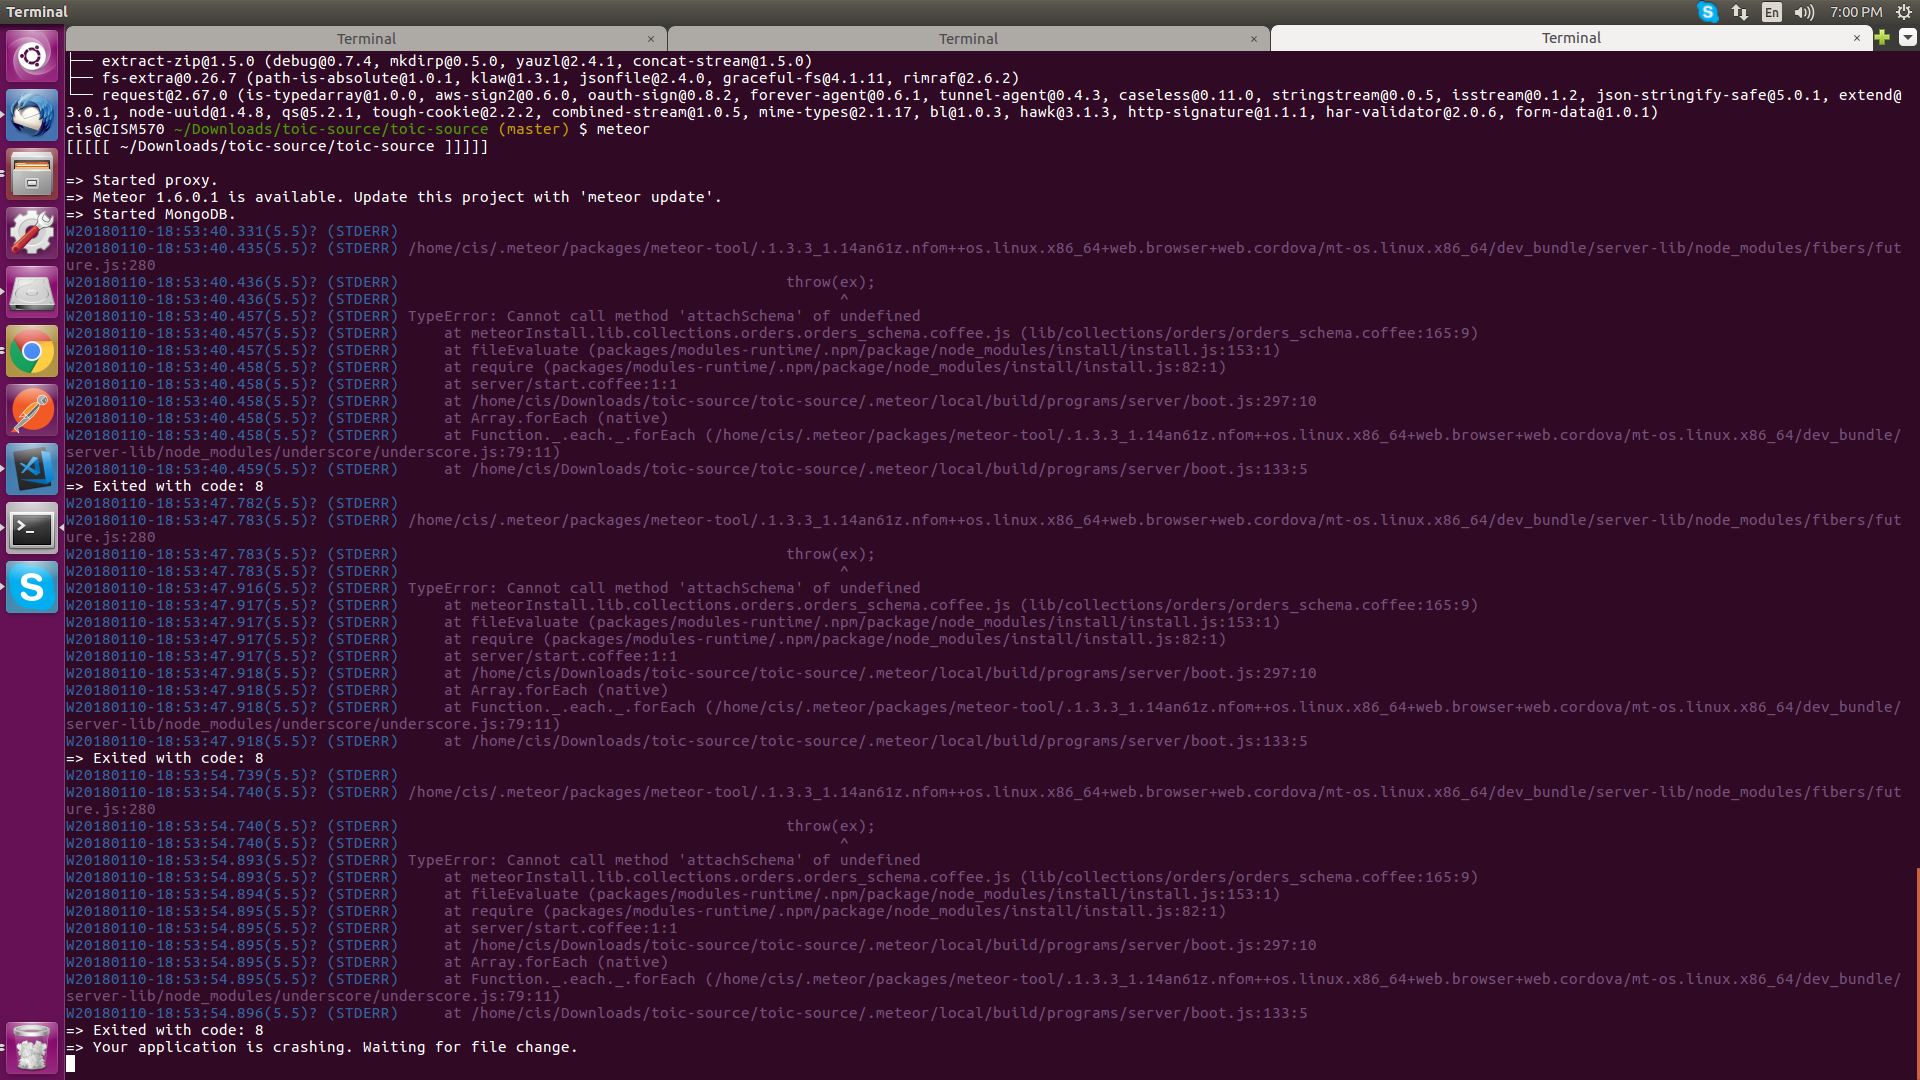 Terminal
En
7:00 PM
Terminal × Terminal × Terminal ×
├── extract-zip@1.5.0 (debug@0.7.4, mkdirp@0.5.0, yauzl@2.4.1, concat-stream@1.5.0)
├── fs-extra@0.26.7 (path-is-absolute@1.0.1, klaw@1.3.1, jsonfile@2.4.0, graceful-fs@4.1.11, rimraf@2.6.2)
└── request@2.67.0 (is-typedarray@1.0.0, aws-sign2@0.6.0, oauth-sign@0.8.2, forever-agent@0.6.1, tunnel-agent@0.4.3, caseless@0.11.0, stringstream@0.0.5, isstream@0.1.2, json-stringify-safe@5.0.1, extend@
3.0.1, node-uuid@1.4.8, qs@5.2.1, tough-cookie@2.2.2, combined-stream@1.0.5, mime-types@2.1.17, bl@1.0.3, hawk@3.1.3, http-signature@1.1.1, har-validator@2.0.6, form-data@1.0.1)
cis@CISM570 ~/Downloads/toic-source/toic-source (master) $ meteor
[[[[[ ~/Downloads/toic-source/toic-source ]]]]]
=> Started proxy.
=> Meteor 1.6.0.1 is available. Update this project with 'meteor update'.
=> Started MongoDB.
W20180110-18:53:40.331(5.5)? (STDERR)
W20180110-18:53:40.435(5.5)? (STDERR) /home/cis/.meteor/packages/meteor-tool/.1.3.3_1.14an61z.nfom++os.linux.x86_64+web.browser+web.cordova/mt-os.linux.x86_64/dev_bundle/server-lib/node_modules/fibers/fut
ure.js:280
W20180110-18:53:40.436(5.5)? (STDERR) throw(ex);
W20180110-18:53:40.436(5.5)? (STDERR) ^
W20180110-18:53:40.457(5.5)? (STDERR) TypeError: Cannot call method 'attachSchema' of undefined
W20180110-18:53:40.457(5.5)? (STDERR) at meteorInstall.lib.collections.orders.orders_schema.coffee.js (lib/collections/orders/orders_schema.coffee:165:9)
W20180110-18:53:40.457(5.5)? (STDERR) at fileEvaluate (packages/modules-runtime/.npm/package/node_modules/install/install.js:153:1)
W20180110-18:53:40.458(5.5)? (STDERR) at require (packages/modules-runtime/.npm/package/node_modules/install/install.js:82:1)
W20180110-18:53:40.458(5.5)? (STDERR) at server/start.coffee:1:1
W20180110-18:53:40.458(5.5)? (STDERR) at /home/cis/Downloads/toic-source/toic-source/.meteor/local/build/programs/server/boot.js:297:10
W20180110-18:53:40.458(5.5)? (STDERR) at Array.forEach (native)
W20180110-18:53:40.458(5.5)? (STDERR) at Function._.each._.forEach (/home/cis/.meteor/packages/meteor-tool/.1.3.3_1.14an61z.nfom++os.linux.x86_64+web.browser+web.cordova/mt-os.linux.x86_64/dev_bundle/
server-lib/node_modules/underscore/underscore.js:79:11)
W20180110-18:53:40.459(5.5)? (STDERR) at /home/cis/Downloads/toic-source/toic-source/.meteor/local/build/programs/server/boot.js:133:5
=> Exited with code: 8
W20180110-18:53:47.782(5.5)? (STDERR)
W20180110-18:53:47.783(5.5)? (STDERR) /home/cis/.meteor/packages/meteor-tool/.1.3.3_1.14an61z.nfom++os.linux.x86_64+web.browser+web.cordova/mt-os.linux.x86_64/dev_bundle/server-lib/node_modules/fibers/fut
ure.js:280
W20180110-18:53:47.783(5.5)? (STDERR) throw(ex);
W20180110-18:53:47.783(5.5)? (STDERR) ^
W20180110-18:53:47.916(5.5)? (STDERR) TypeError: Cannot call method 'attachSchema' of undefined
W20180110-18:53:47.917(5.5)? (STDERR) at meteorInstall.lib.collections.orders.orders_schema.coffee.js (lib/collections/orders/orders_schema.coffee:165:9)
W20180110-18:53:47.917(5.5)? (STDERR) at fileEvaluate (packages/modules-runtime/.npm/package/node_modules/install/install.js:153:1)
W20180110-18:53:47.917(5.5)? (STDERR) at require (packages/modules-runtime/.npm/package/node_modules/install/install.js:82:1)
W20180110-18:53:47.917(5.5)? (STDERR) at server/start.coffee:1:1
W20180110-18:53:47.918(5.5)? (STDERR) at /home/cis/Downloads/toic-source/toic-source/.meteor/local/build/programs/server/boot.js:297:10
W20180110-18:53:47.918(5.5)? (STDERR) at Array.forEach (native)
W20180110-18:53:47.918(5.5)? (STDERR) at Function._.each._.forEach (/home/cis/.meteor/packages/meteor-tool/.1.3.3_1.14an61z.nfom++os.linux.x86_64+web.browser+web.cordova/mt-os.linux.x86_64/dev_bundle/
server-lib/node_modules/underscore/underscore.js:79:11)
W20180110-18:53:47.918(5.5)? (STDERR) at /home/cis/Downloads/toic-source/toic-source/.meteor/local/build/programs/server/boot.js:133:5
=> Exited with code: 8
W20180110-18:53:54.739(5.5)? (STDERR)
W20180110-18:53:54.740(5.5)? (STDERR) /home/cis/.meteor/packages/meteor-tool/.1.3.3_1.14an61z.nfom++os.linux.x86_64+web.browser+web.cordova/mt-os.linux.x86_64/dev_bundle/server-lib/node_modules/fibers/fut
ure.js:280
W20180110-18:53:54.740(5.5)? (STDERR) throw(ex);
W20180110-18:53:54.740(5.5)? (STDERR) ^
W20180110-18:53:54.893(5.5)? (STDERR) TypeError: Cannot call method 'attachSchema' of undefined
W20180110-18:53:54.893(5.5)? (STDERR) at meteorInstall.lib.collections.orders.orders_schema.coffee.js (lib/collections/orders/orders_schema.coffee:165:9)
W20180110-18:53:54.894(5.5)? (STDERR) at fileEvaluate (packages/modules-runtime/.npm/package/node_modules/install/install.js:153:1)
W20180110-18:53:54.895(5.5)? (STDERR) at require (packages/modules-runtime/.npm/package/node_modules/install/install.js:82:1)
W20180110-18:53:54.895(5.5)? (STDERR) at server/start.coffee:1:1
W20180110-18:53:54.895(5.5)? (STDERR) at /home/cis/Downloads/toic-source/toic-source/.meteor/local/build/programs/server/boot.js:297:10
W20180110-18:53:54.895(5.5)? (STDERR) at Array.forEach (native)
W20180110-18:53:54.895(5.5)? (STDERR) at Function._.each._.forEach (/home/cis/.meteor/packages/meteor-tool/.1.3.3_1.14an61z.nfom++os.linux.x86_64+web.browser+web.cordova/mt-os.linux.x86_64/dev_bundle/
server-lib/node_modules/underscore/underscore.js:79:11)
W20180110-18:53:54.896(5.5)? (STDERR) at /home/cis/Downloads/toic-source/toic-source/.meteor/local/build/programs/server/boot.js:133:5
=> Exited with code: 8
=> Your application is crashing. Waiting for file change.